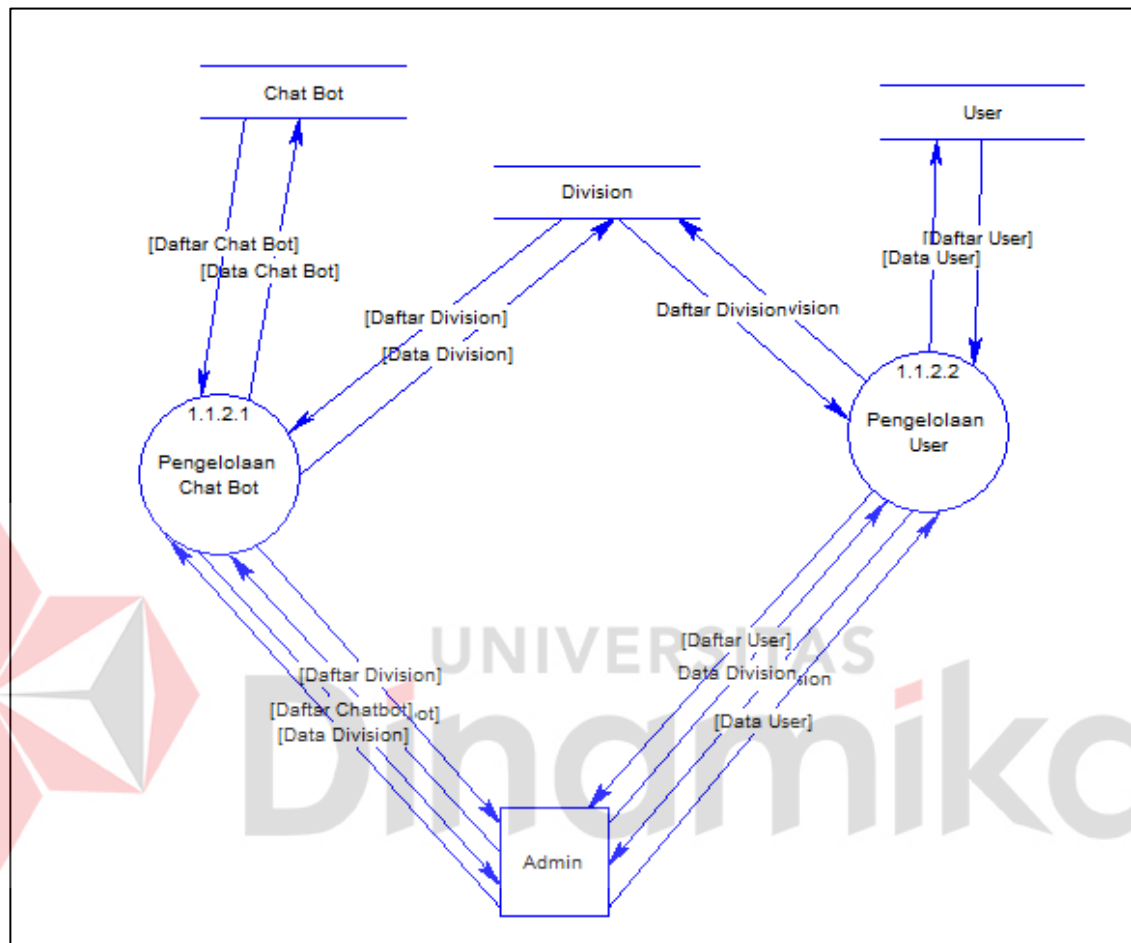 Chat Bot
User
Division
[Daftar Chat Bot]
[Data Chat Bot]
[Daftar User]
[Data User]
[Daftar Division]
[Data Division]
Daftar Division
1.1.2.1
Pengelolaan
Chat Bot
1.1.2.2
Pengelolaan
User
[Daftar Division]
[Daftar Chatbot]
[Data Division]
[Daftar User]
Data Division
[Data User]
Admin
UNIVERSITAS
Dinamika